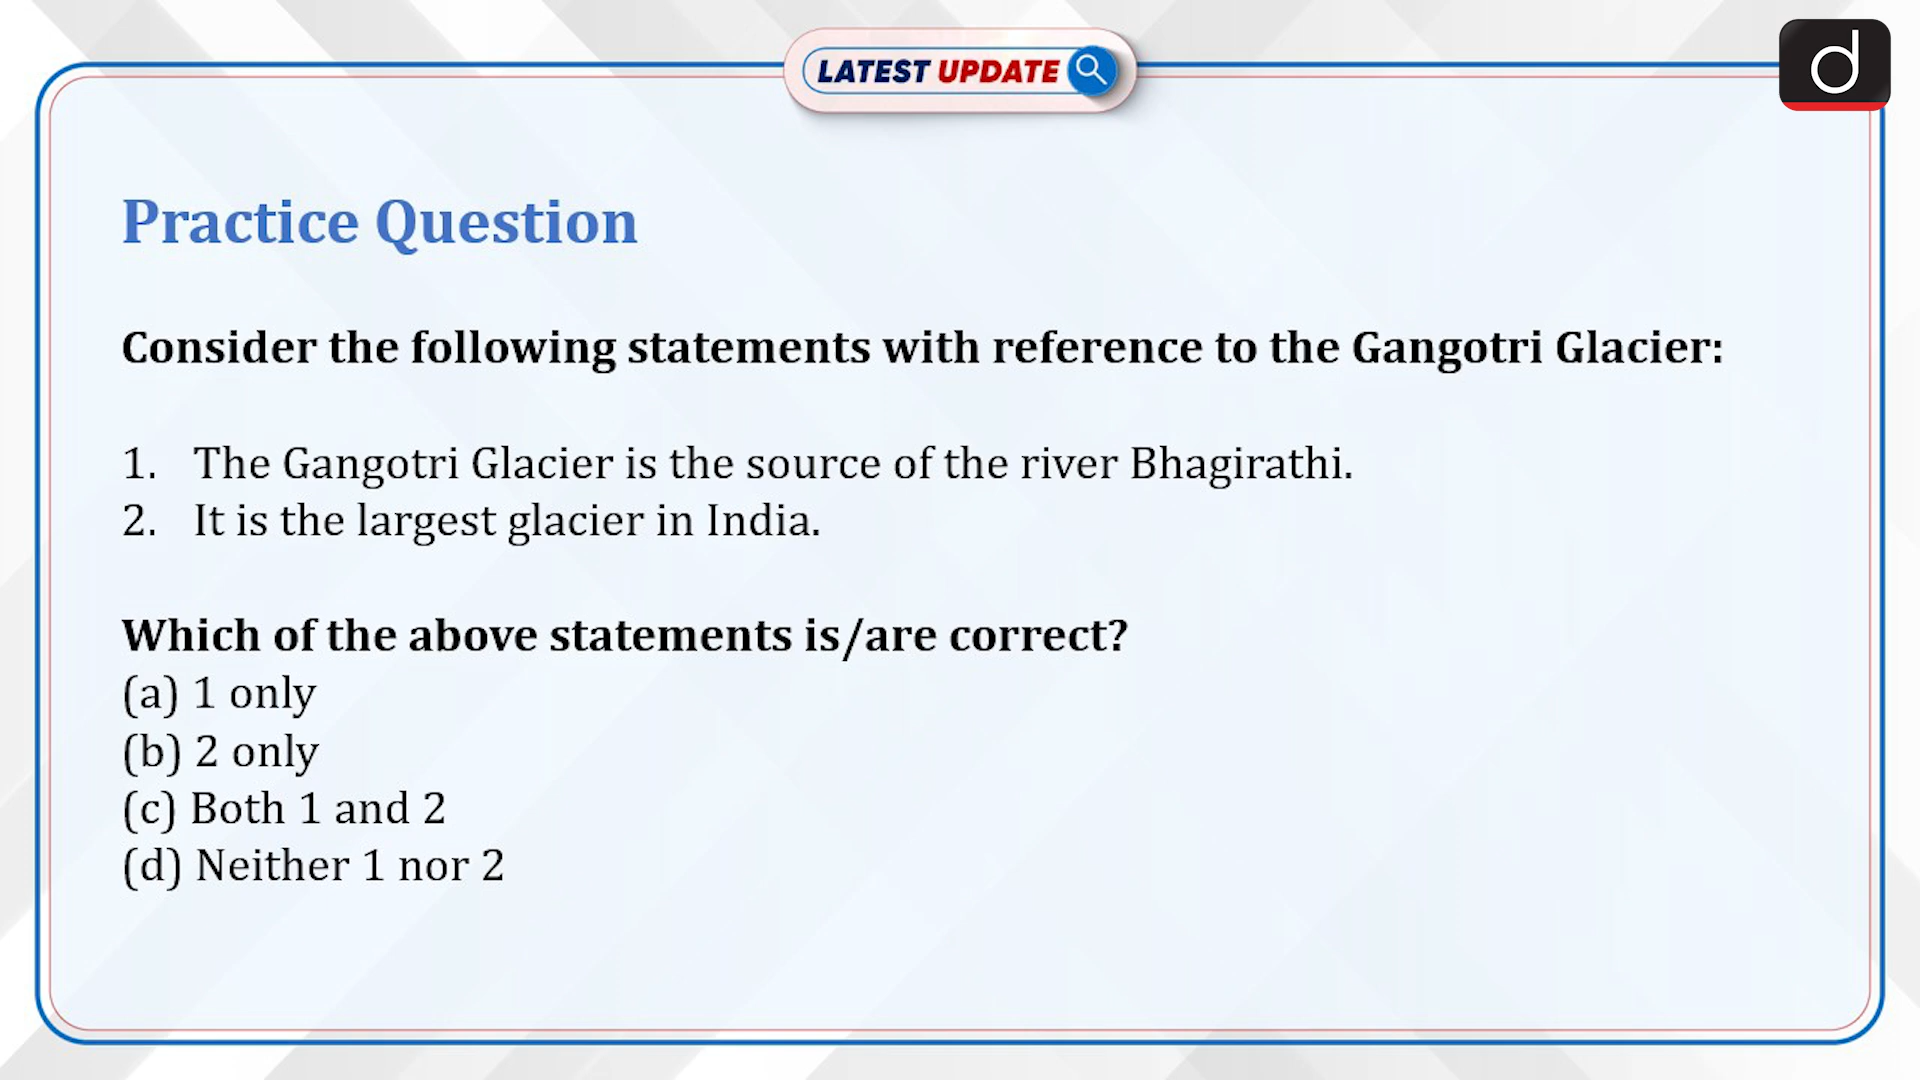 LATEST UPDATE
d
Practice Question
Consider the following statements with reference to the Gangotri Glacier:
1. The Gangotri Glacier is the source of the river Bhagirathi.
2. It is the largest glacier in India.
Which of the above statements is/are correct?
(a) 1 only
(b) 2 only
(c) Both 1 and 2
(d) Neither 1 nor 2